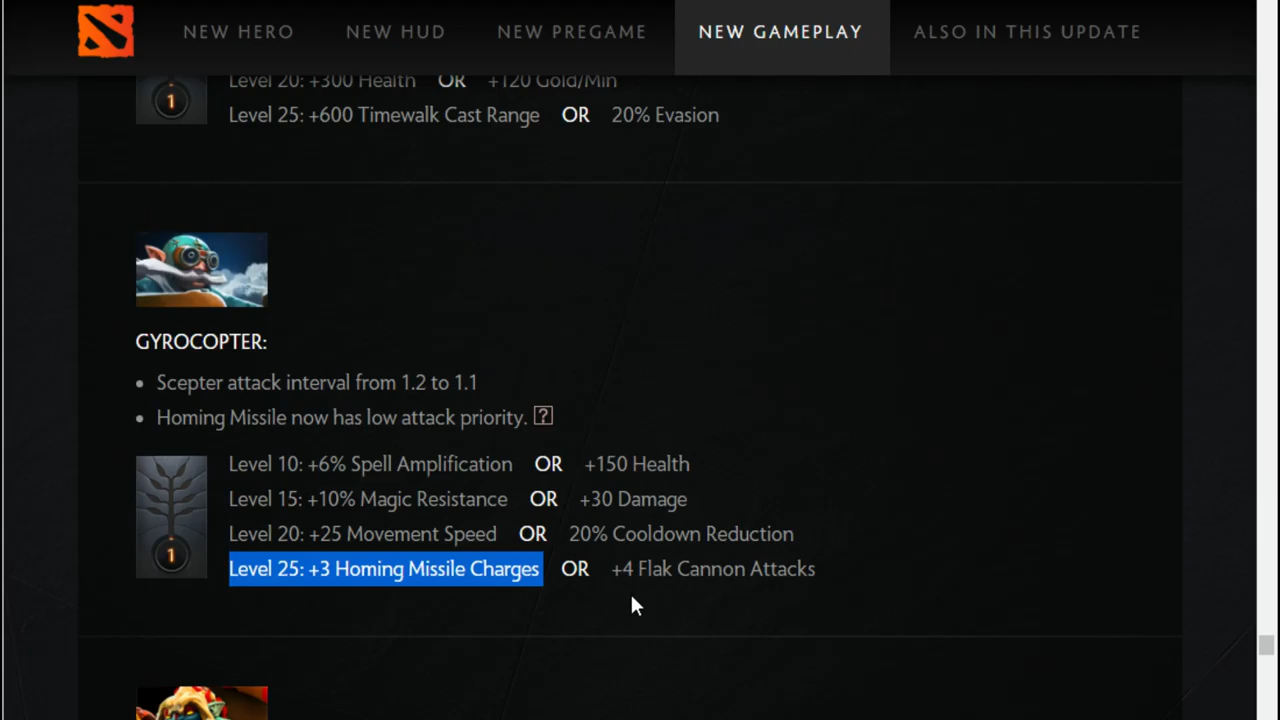 NEW HERO NEW HUD NEW PREGAME NEW GAMEPLAY ALSO IN THIS UPDATE
Level 20: +300 Health OR +120 Gold/Min
1 Level 25: +600 Timewalk Cast Range OR 20% Evasion
GYROCOPTER:
• Scepter attack interval from 1.2 to 1.1
• Homing Missile now has low attack priority. ?
Level 10: +6% Spell Amplification OR +150 Health
Level 15: +10% Magic Resistance OR +30 Damage
Level 20: +25 Movement Speed OR 20% Cooldown Reduction
1 Level 25: +3 Homing Missile Charges OR +4 Flak Cannon Attacks